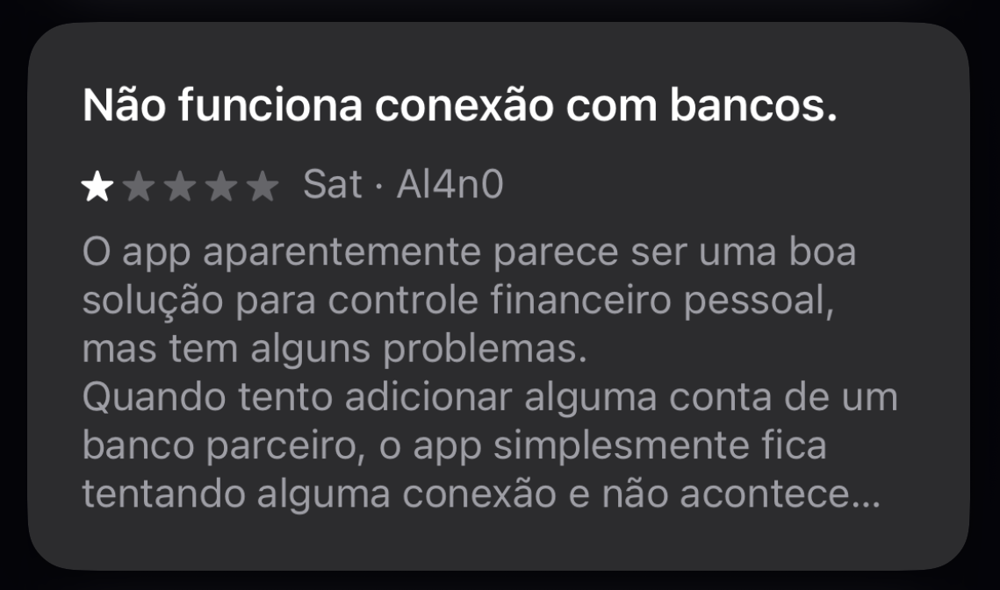 Não funciona conexão com bancos.
Sat · Al4n0
O app aparentemente parece ser uma boa
solução para controle financeiro pessoal,
mas tem alguns problemas.
Quando tento adicionar alguma conta de um
banco parceiro, o app simplesmente fica
tentando alguma conexão e não acontece...